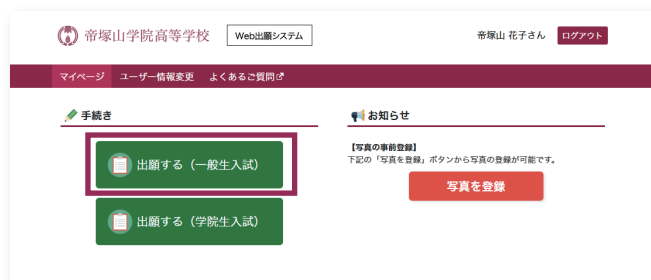 帝塚山学院高等学校 Web出願システム 帝塚山 花子さん ログアウト
マイページ ユーザー情報変更 よくあるご質問
手続き
出願する（一般生入試）
出願する（学院生入試）
お知らせ
【写真の事前登録】
下記の「写真を登録」ボタンから写真の登録が可能です。
写真を登録